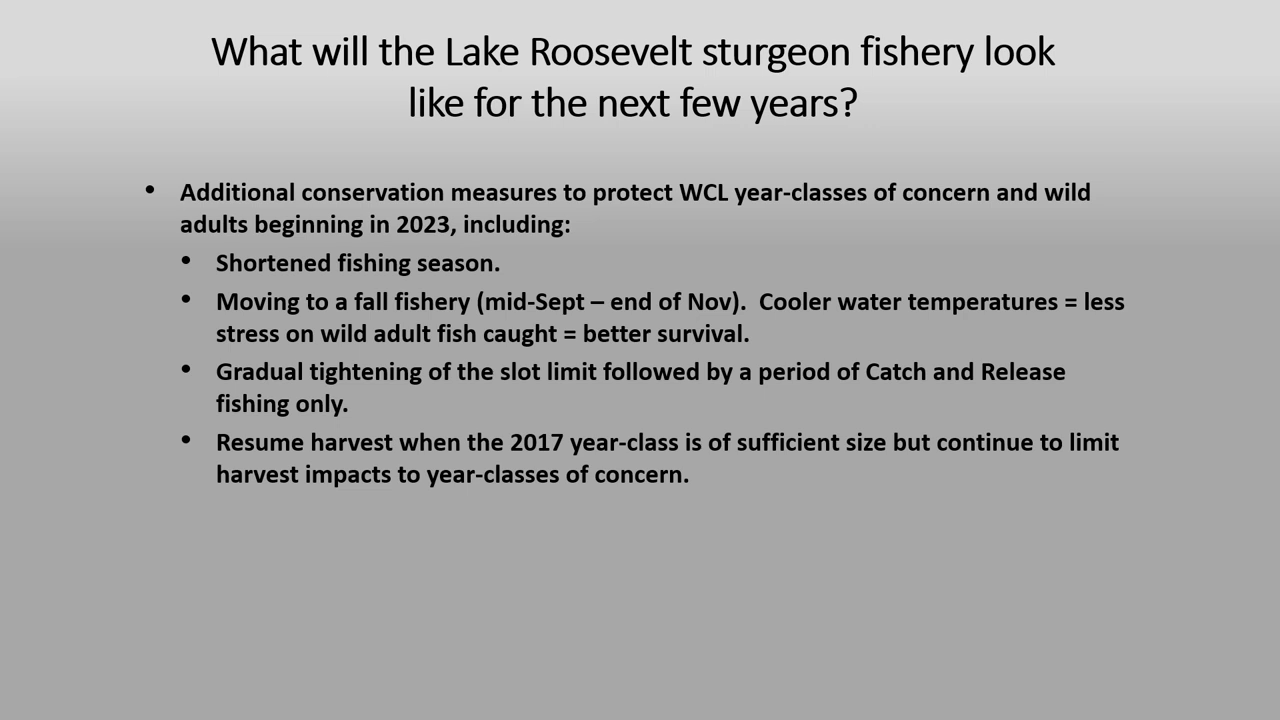 What will the Lake Roosevelt sturgeon fishery look
like for the next few years?
• Additional conservation measures to protect WCL year-classes of concern and wild
adults beginning in 2023, including:
• Shortened fishing season.
• Moving to a fall fishery (mid-Sept – end of Nov).  Cooler water temperatures = less
stress on wild adult fish caught = better survival.
• Gradual tightening of the slot limit followed by a period of Catch and Release
fishing only.
• Resume harvest when the 2017 year-class is of sufficient size but continue to limit
harvest impacts to year-classes of concern.